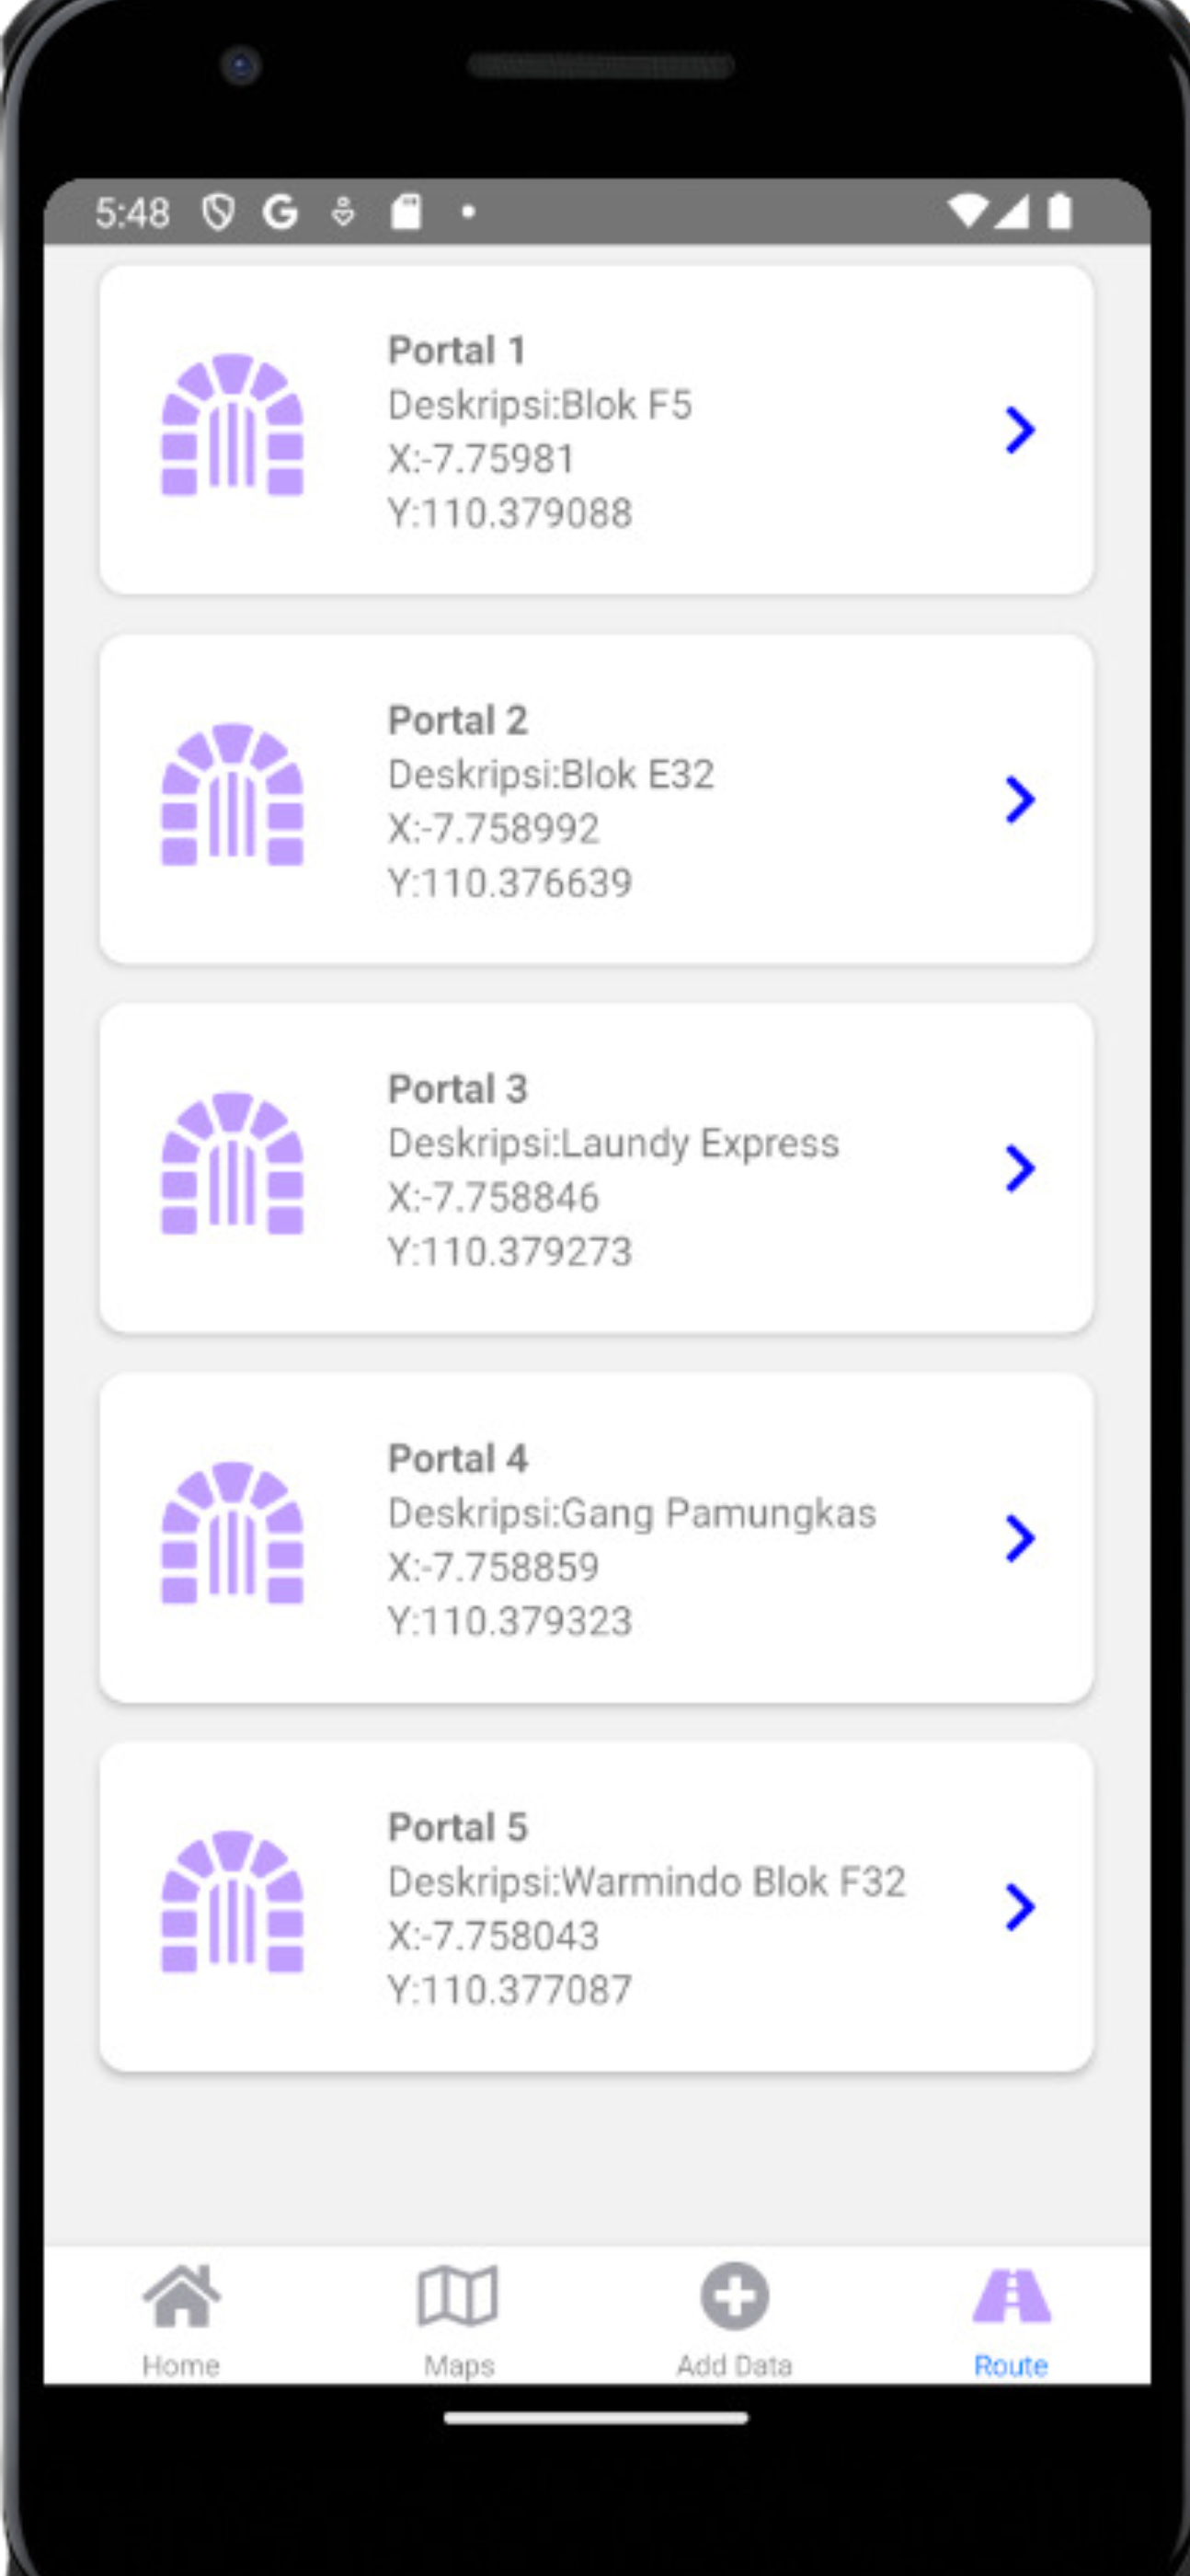 5:48
Portal 1
Deskripsi:Blok F5
X:-7.75981
Y:110.379088
Portal 2
Deskripsi:Blok E32
X:-7.758992
Y:110.376639
Portal 3
Deskripsi:Laundy Express
X:-7.758846
Y:110.379273
Portal 4
Deskripsi:Gang Pamungkas
X:-7.758859
Y:110.379323
Portal 5
Deskripsi:Warmindo Blok F32
X:-7.758043
Y:110.377087
Home
Maps
Add Data
Route